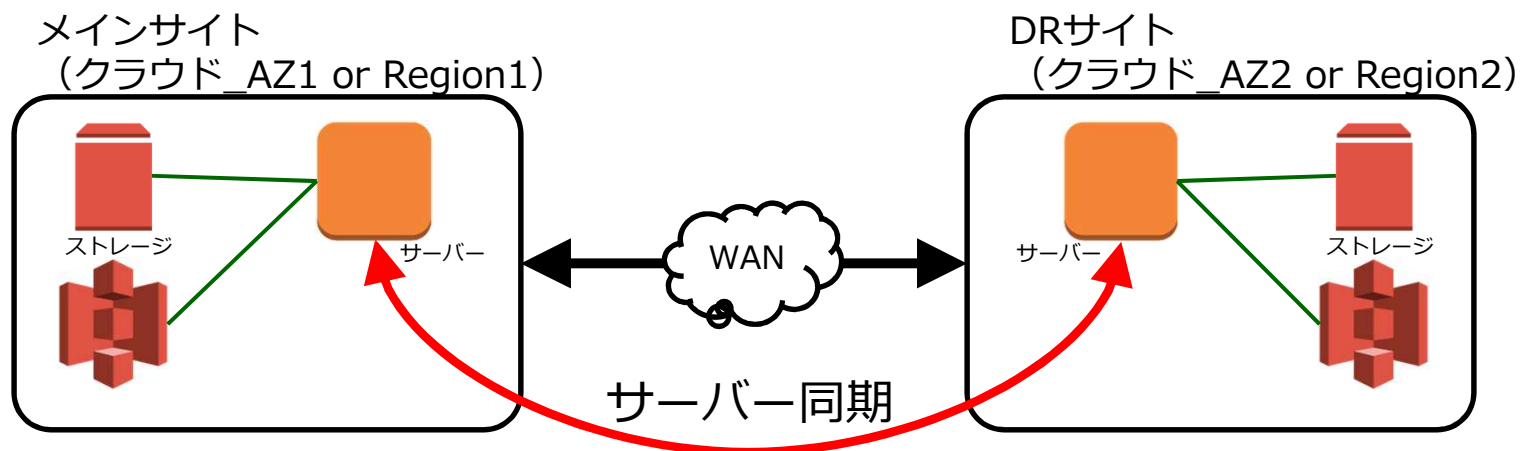 メインサイト
（クラウド_AZ1 or Region1）
DRサイト
（クラウド_AZ2 or Region2）
ストレージ
サーバー
WAN
サーバー
ストレージ
サーバー同期